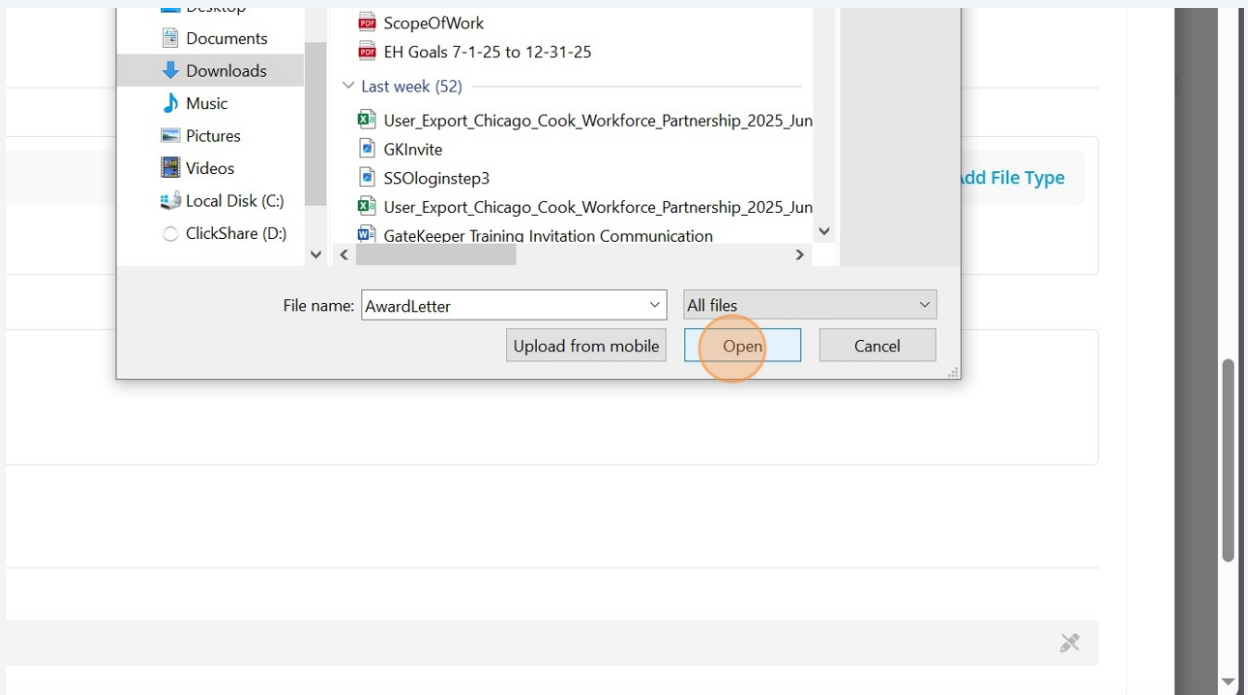 Desktop
Documents
Downloads
Music
Pictures
Videos
Local Disk (C:)
ClickShare (D:)
ScopeOfWork
EH Goals 7-1-25 to 12-31-25
Last week (52)
User_Export_Chicago_Cook_Workforce_Partnership_2025_Jun
GKInvite
SSOloginstep3
User_Export_Chicago_Cook_Workforce_Partnership_2025_Jun
GateKeeper Training Invitation Communication
Add File Type
File name: AwardLetter
All files
Upload from mobile
Open
Cancel